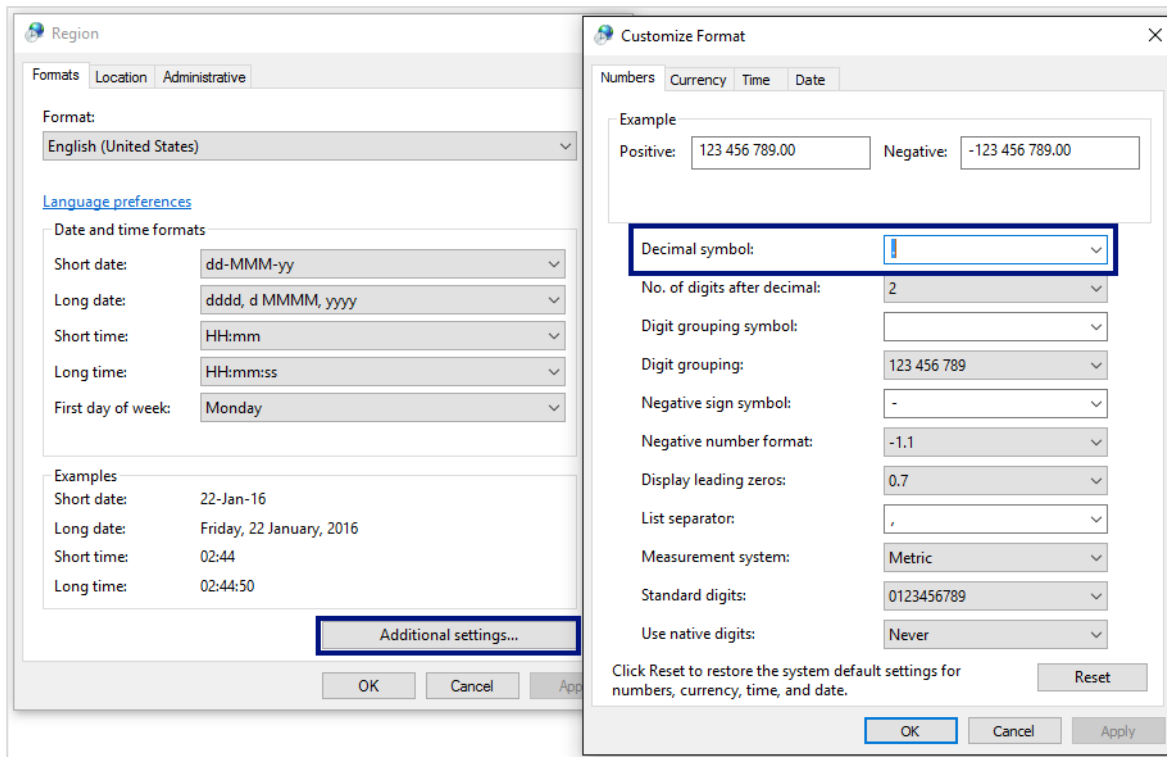 Region
Formats Location Administrative
Format:
English (United States)
Language preferences
Date and time formats
Short date: dd-MMM-yy
Long date: dddd, d MMMM, yyyy
Short time: HH:mm
Long time: HH:mm:ss
First day of week: Monday
Examples
Short date: 22-Jan-16
Long date: Friday, 22 January, 2016
Short time: 02:44
Long time: 02:44:50
Additional settings...
OK Cancel App
Customize Format
Numbers Currency Time Date
Example
Positive: 123 456 789.00 Negative: -123 456 789.00
Decimal symbol: .
No. of digits after decimal: 2
Digit grouping symbol:
Digit grouping: 123 456 789
Negative sign symbol: -
Negative number format: -1.1
Display leading zeros: 0.7
List separator: ,
Measurement system: Metric
Standard digits: 0123456789
Use native digits: Never
Click Reset to restore the system default settings for
numbers, currency, time, and date.
Reset
OK Cancel Apply